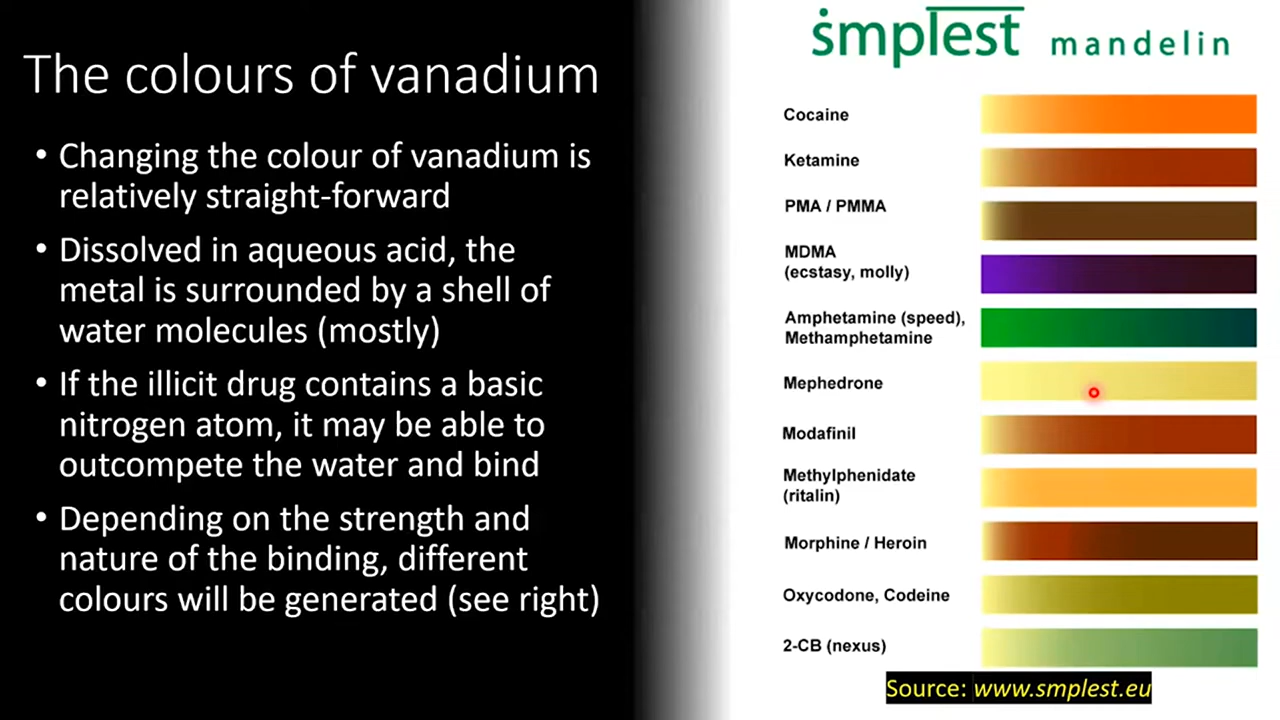 The colours of vanadium
• Changing the colour of vanadium is
relatively straight-forward
• Dissolved in aqueous acid, the
metal is surrounded by a shell of
water molecules (mostly)
• If the illicit drug contains a basic
nitrogen atom, it may be able to
outcompete the water and bind
• Depending on the strength and
nature of the binding, different
colours will be generated (see right)
smplest mandelin
Cocaine
Ketamine
PMA / PMMA
MDMA
(ecstasy, molly)
Amphetamine (speed),
Methamphetamine
Mephedrone
Modafinil
Methylphenidate
(ritalin)
Morphine / Heroin
Oxycodone, Codeine
2-CB (nexus)
Source: www.smplest.eu